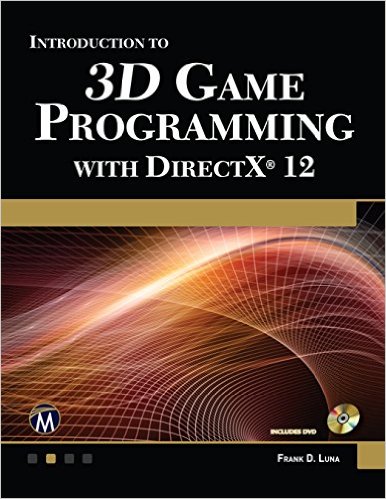 INTRODUCTION TO
3D GAME
PROGRAMMING
WITH DIRECTX® 12
INCLUDES DVD
M
FRANK D. LUNA